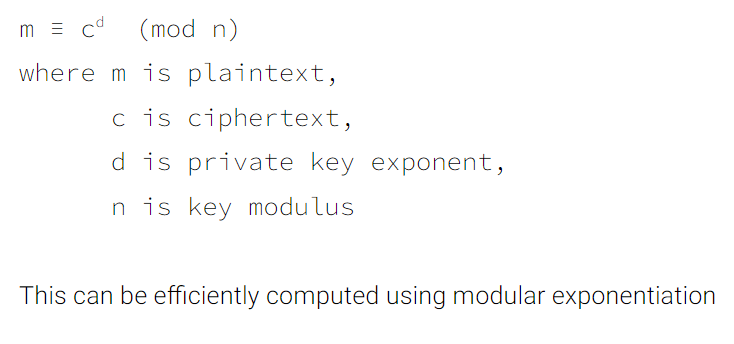 m ≡ cᵈ (mod n)
where m is plaintext,
c is ciphertext,
d is private key exponent,
n is key modulus
This can be efficiently computed using modular exponentiation